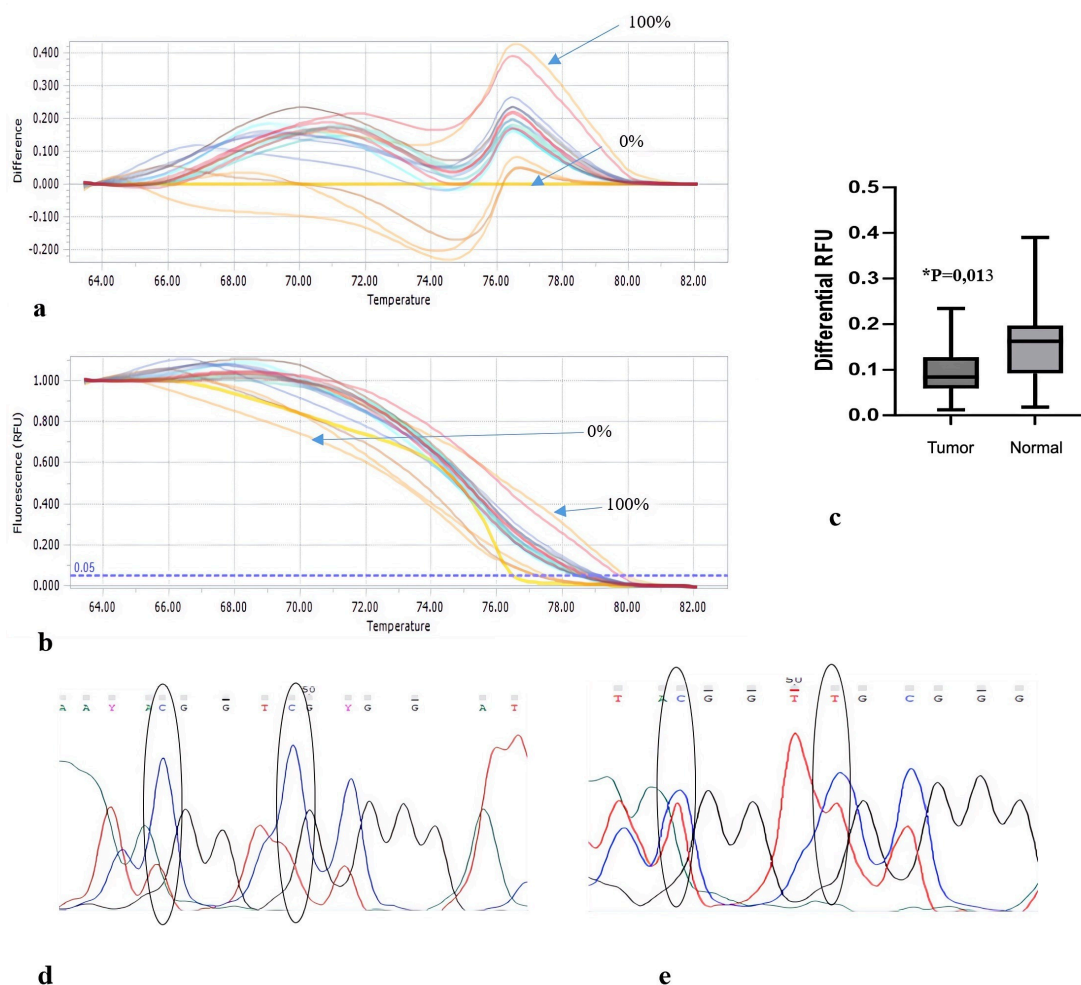 100%
0.400
0.300
0.200
0.100
0.000
-0.100
-0.200
Difference
0%
64.00 66.00 68.00 70.00 72.00 74.00 76.00 78.00 80.00 82.00
Temperature
a
1.000
0.800
0.600
0.400
0.200
0.000
Fluorescence (RFU)
0%
100%
0.05
64.00 66.00 68.00 70.00 72.00 74.00 76.00 78.00 80.00 82.00
Temperature
b
0.5
0.4
0.3
0.2
0.1
0.0
Differential RFU
*P=0,013
Tumor Normal
c
50
A A Y A C G G T C G Y G G A T
d
50
T A C G G T T G C G G G
e